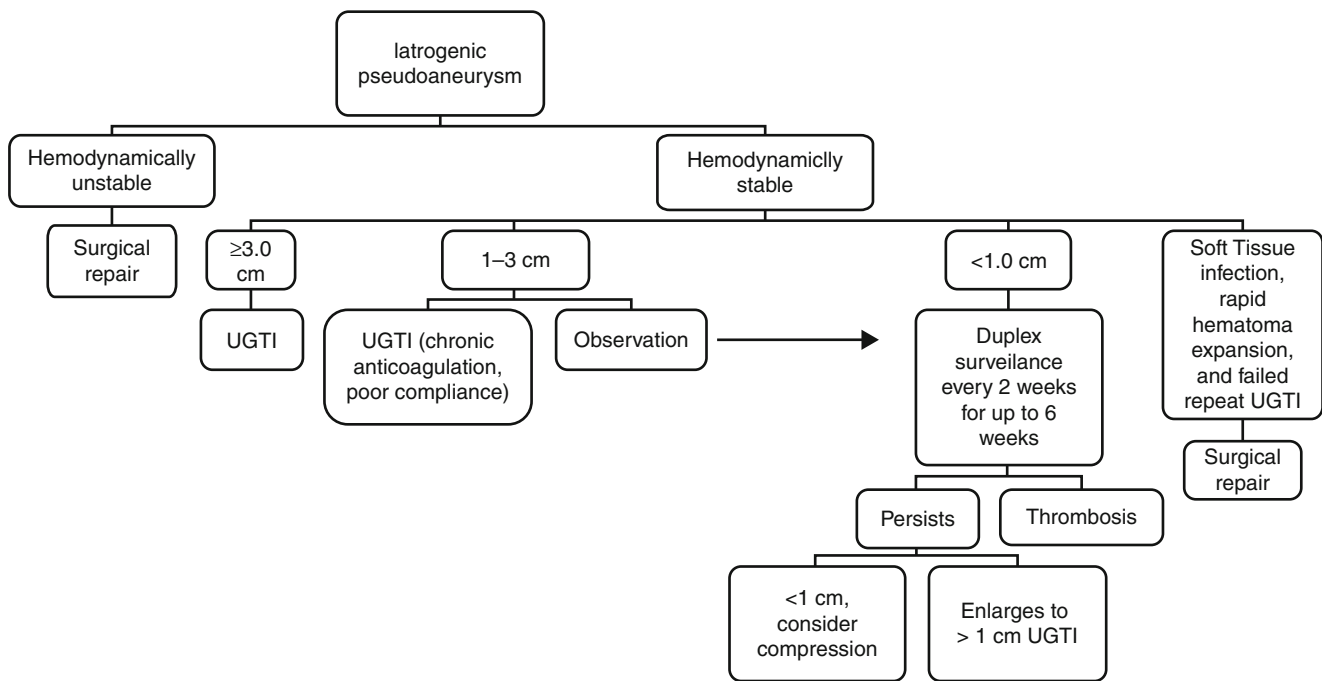 Iatrogenic
pseudoaneurysm
Hemodynamically
unstable
Hemodynamiclly
stable
Surgical
repair
≥3.0
cm
1–3 cm
<1.0 cm
Soft Tissue
infection,
rapid
hematoma
expansion,
and failed
repeat UGTI
UGTI
UGTI (chronic
anticoagulation,
poor compliance)
Observation
Duplex
surveilance
every 2 weeks
for up to 6
weeks
Surgical
repair
Persists
Thrombosis
<1 cm,
consider
compression
Enlarges to
> 1 cm UGTI